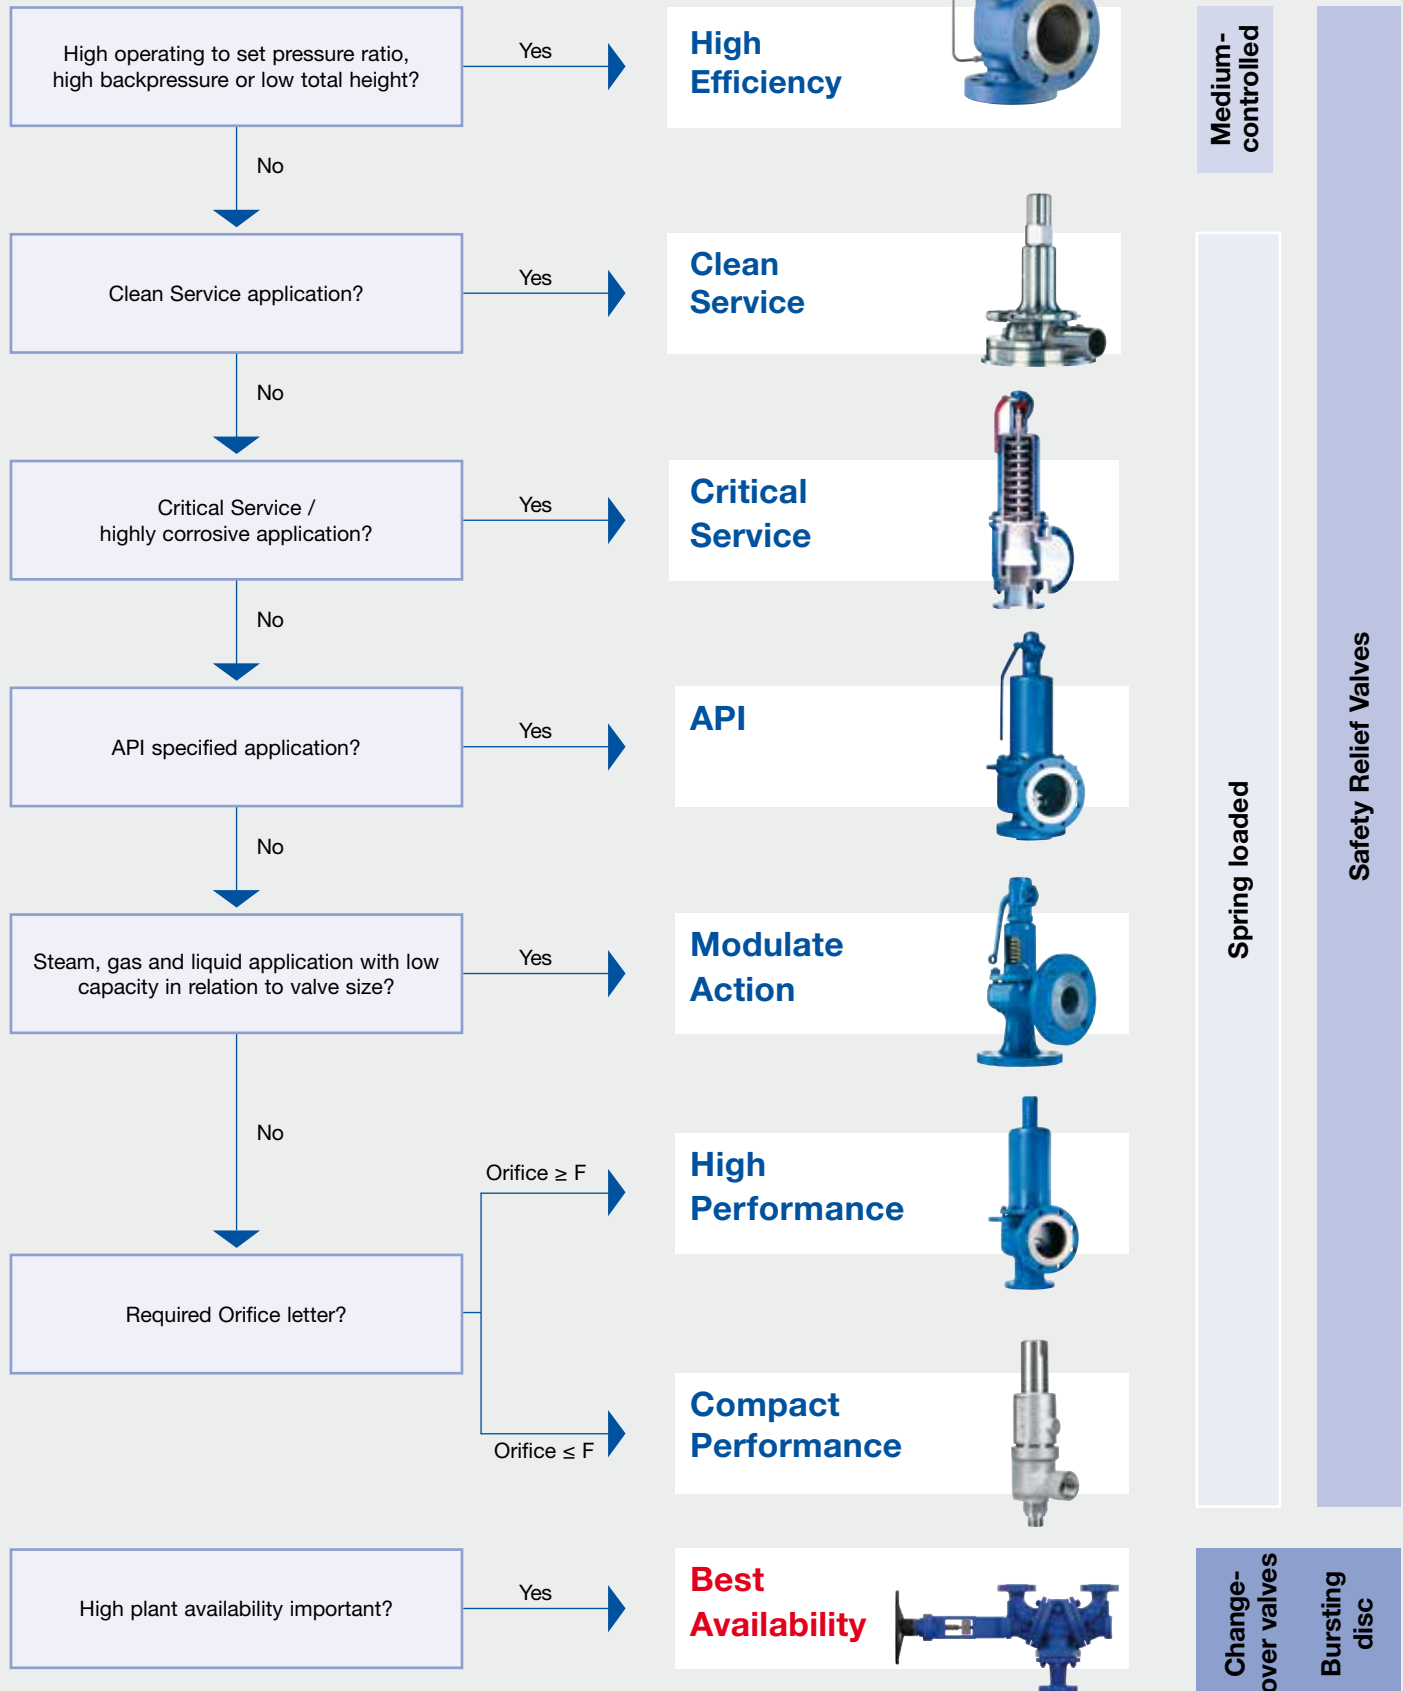 High operating to set pressure ratio,
high backpressure or low total height?
Yes
High
Efficiency
No
Clean Service application?
Yes
Clean
Service
No
Critical Service /
highly corrosive application?
Yes
Critical
Service
No
API specified application?
Yes
API
No
Steam, gas and liquid application with low
capacity in relation to valve size?
Yes
Modulate
Action
No
Required Orifice letter?
Orifice ≥ F
High
Performance
Orifice ≤ F
Compact
Performance
High plant availability important?
Yes
Best
Availability
Medium-
controlled
Spring loaded
Safety Relief Valves
Change-
over valves
Bursting
disc